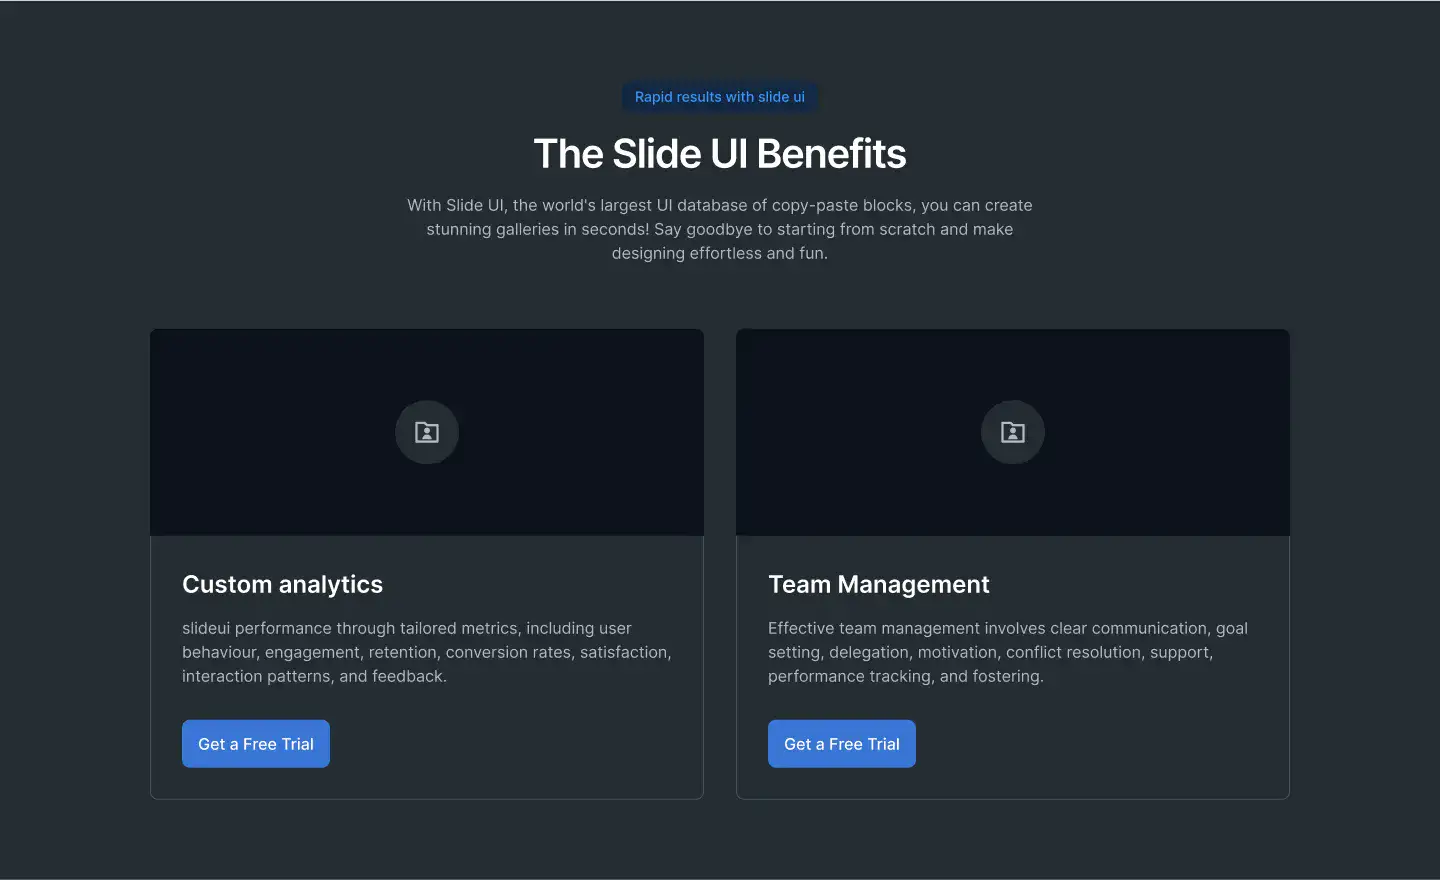 Rapid results with slide ui
The Slide UI Benefits
With Slide UI, the world's largest UI database of copy-paste blocks, you can create
stunning galleries in seconds! Say goodbye to starting from scratch and make
designing effortless and fun.
Custom analytics
slideui performance through tailored metrics, including user
behaviour, engagement, retention, conversion rates, satisfaction,
interaction patterns, and feedback.
Get a Free Trial
Team Management
Effective team management involves clear communication, goal
setting, delegation, motivation, conflict resolution, support,
performance tracking, and fostering.
Get a Free Trial